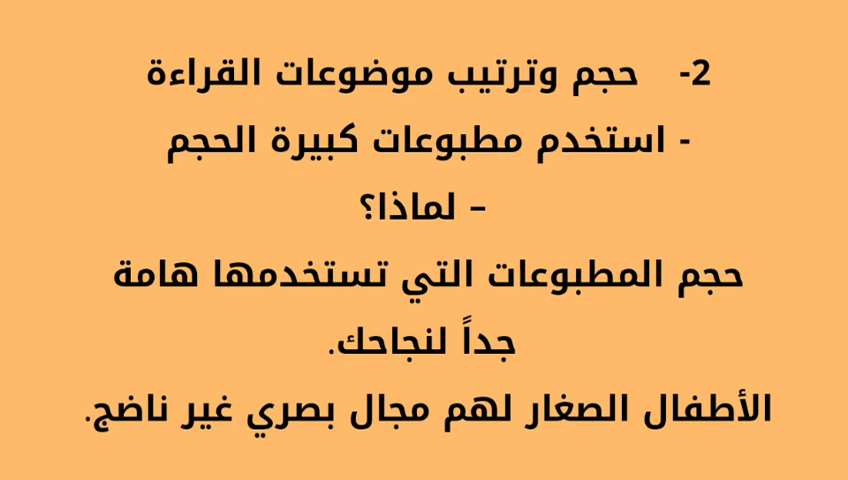 2-   حجم وترتيب موضوعات القراءة
- استخدم مطبوعات كبيرة الحجم
– لماذا؟
حجم المطبوعات التي تستخدمها هامة
جداً لنجاحك.
الأطفال الصغار لهم مجال بصري غير ناضج.